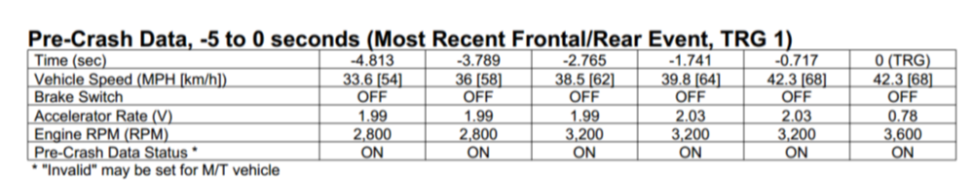 Pre-Crash Data, -5 to 0 seconds (Most Recent Frontal/Rear Event, TRG 1)
Time (sec) -4.813 -3.789 -2.765 -1.741 -0.717 0 (TRG)
Vehicle Speed (MPH [km/h]) 33.6 [54] 36 [58] 38.5 [62] 39.8 [64] 42.3 [68] 42.3 [68]
Brake Switch OFF OFF OFF OFF OFF OFF
Accelerator Rate (V) 1.99 1.99 1.99 2.03 2.03 0.78
Engine RPM (RPM) 2,800 2,800 3,200 3,200 3,200 3,600
Pre-Crash Data Status * ON ON ON ON ON ON
* "Invalid" may be set for M/T vehicle